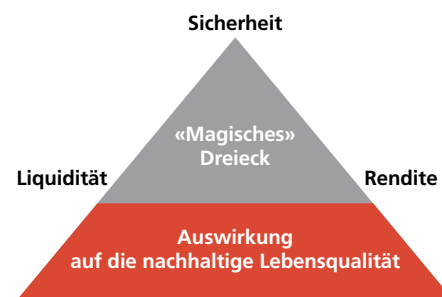 Sicherheit
«Magisches»
Dreieck
Liquidität
Rendite
Auswirkung
auf die nachhaltige Lebensqualität